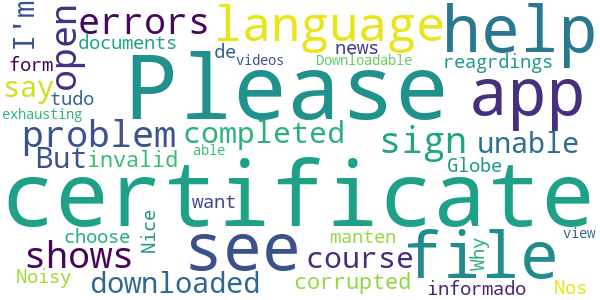 I'm open errors language help
documents de news Downloadable
form videos reagrdings
say Please app
tudo
exhausting
problem completed sign unable
But invalid able Globe
certificate
want
choose Nice manten Why view
shows see course file
Noisy downloaded corrupted informado Nos